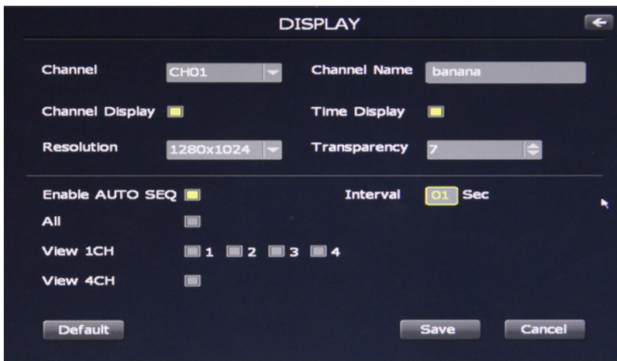 DISPLAY
Channel CH01 Channel Name banana
Channel Display Time Display
Resolution 1280x1024 Transparency 7
Enable AUTO SEQ Interval 01 Sec
All
View 1CH 1 2 3 4
View 4CH
Default Save Cancel